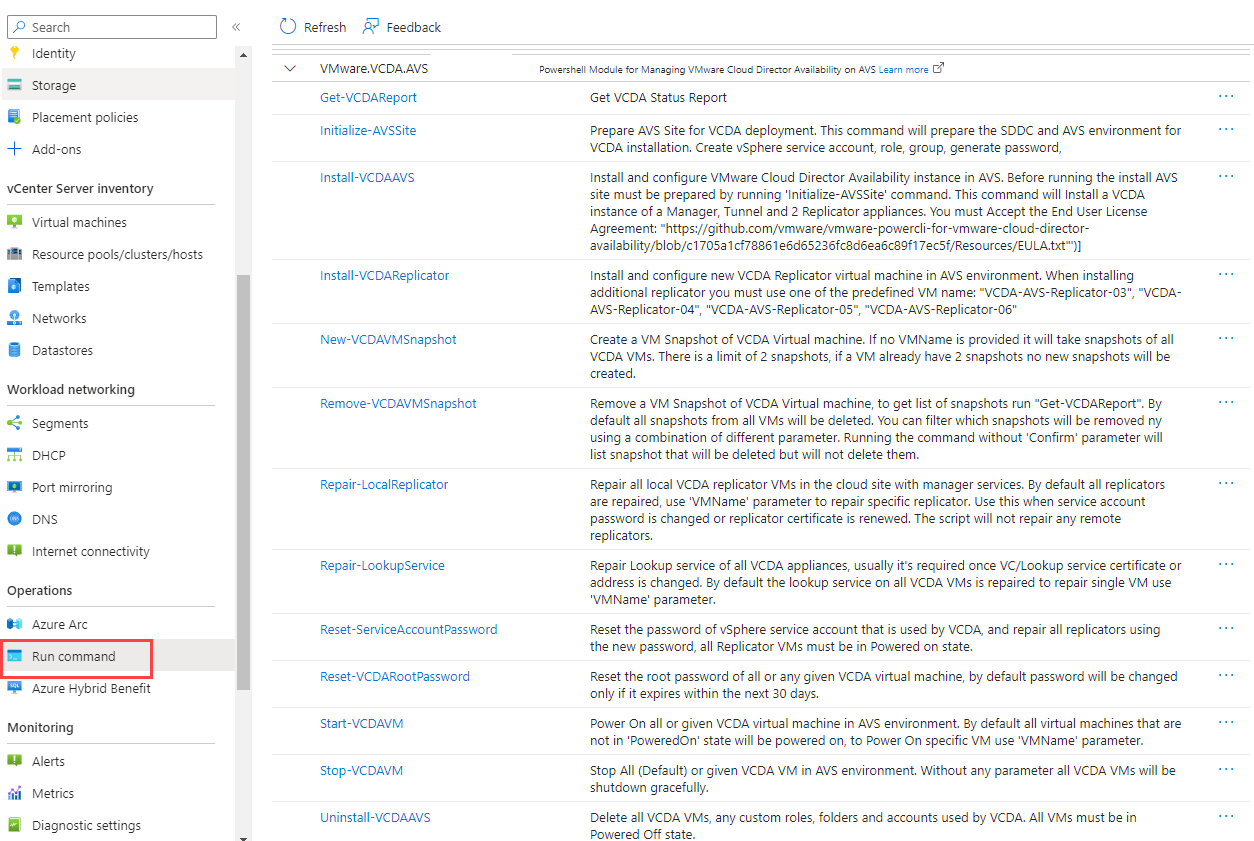 Search
«
Identity
Storage
Placement policies
Add-ons
vCenter Server inventory
Virtual machines
Resource pools/clusters/hosts
Templates
Networks
Datastores
Workload networking
Segments
DHCP
Port mirroring
DNS
Internet connectivity
Operations
Azure Arc
Run command
Azure Hybrid Benefit
Monitoring
Alerts
Metrics
Diagnostic settings
Refresh Feedback
VMware.VCDA.AVS Powershell Module for Managing VMware Cloud Director Availability on AVS Learn more
Get-VCDAReport Get VCDA Status Report ...
Initialize-AVSSite Prepare AVS Site for VCDA deployment. This command will prepare the SDDC and AVS environment for ...
VCDA installation. Create vSphere service account, role, group, generate password,
Install-VCDAAVS Install and configure VMware Cloud Director Availability instance in AVS. Before running the install AVS ...
site must be prepared by running 'Initialize-AVSSite' command. This command will Install a VCDA
instance of a Manager, Tunnel and 2 Replicator appliances. You must Accept the End User License
Agreement: "https://github.com/vmware/vmware-powercli-for-vmware-cloud-director-
availability/blob/c1705a1cf78861e6d65236fc8d6ea6c89f17ec5f/Resources/EULA.txt"')]
Install-VCDAReplicator Install and configure new VCDA Replicator virtual machine in AVS environment. When installing ...
additional replicator you must use one of the predefined VM name: "VCDA-AVS-Replicator-03", "VCDA-
AVS-Replicator-04", "VCDA-AVS-Replicator-05", "VCDA-AVS-Replicator-06"
New-VCDAVMSnapshot Create a VM Snapshot of VCDA Virtual machine. If no VMName is provided it will take snapshots of all ...
VCDA VMs. There is a limit of 2 snapshots, if a VM already have 2 snapshots no new snapshots will be
created.
Remove-VCDAVMSnapshot Remove a VM Snapshot of VCDA Virtual machine, to get list of snapshots run "Get-VCDAReport". By ...
default all snapshots from all VMs will be deleted. You can filter which snapshots will be removed ny
using a combination of different parameter. Running the command without 'Confirm' parameter will
list snapshot that will be deleted but will not delete them.
Repair-LocalReplicator Repair all local VCDA replicator VMs in the cloud site with manager services. By default all replicators ...
are repaired, use 'VMName' parameter to repair specific replicator. Use this when service account
password is changed or replicator certificate is renewed. The script will not repair any remote
replicators.
Repair-LookupService Repair Lookup service of all VCDA appliances, usually it's required once VC/Lookup service certificate or ...
address is changed. By default the lookup service on all VCDA VMs is repaired to repair single VM use
'VMName' parameter.
Reset-ServiceAccountPassword Reset the password of vSphere service account that is used by VCDA, and repair all replicators using ...
the new password, all Replicator VMs must be in Powered on state.
Reset-VCDARootPassword Reset the root password of all or any given VCDA virtual machine, by default password will be changed ...
only if it expires within the next 30 days.
Start-VCDAVM Power On all or given VCDA virtual machine in AVS environment. By default all virtual machines that are ...
not in 'PoweredOn' state will be powered on, to Power On specific VM use 'VMName' parameter.
Stop-VCDAVM Stop All (Default) or given VCDA VM in AVS environment. Without any parameter all VCDA VMs will be ...
shutdown gracefully.
Uninstall-VCDAAVS Delete all VCDA VMs, any custom roles, folders and accounts used by VCDA. All VMs must be in ...
Powered Off state.